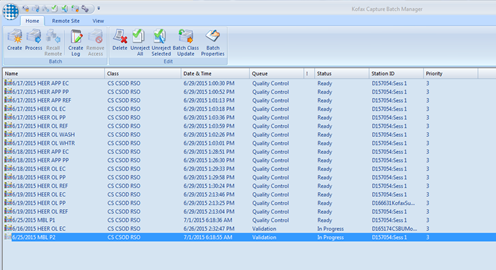 Kofax Capture Batch Manager
Home Remote Site View
Create Process Recall Remote Create Log Remove Access Delete Unreject All Unreject Selected Batch Class Update Batch Properties
Batch Edit
Name Class Date & Time Queue ! Status Station ID Priority
6/17/2015 HEER APP EC CS CSOD RSO 6/29/2015 1:00:30 PM Quality Control Ready D157054:Sess 1 3
6/17/2015 HEER APP PP CS CSOD RSO 6/29/2015 1:00:52 PM Quality Control Ready D157054:Sess 1 3
6/17/2015 HEER APP REF CS CSOD RSO 6/29/2015 1:01:13 PM Quality Control Ready D157054:Sess 1 3
6/17/2015 HEER OL EC CS CSOD RSO 6/29/2015 1:03:18 PM Quality Control Ready D157054:Sess 1 3
6/17/2015 HEER OL PP CS CSOD RSO 6/29/2015 1:03:38 PM Quality Control Ready D157054:Sess 1 3
6/17/2015 HEER OL REF CS CSOD RSO 6/29/2015 1:03:59 PM Quality Control Ready D157054:Sess 1 3
6/17/2015 HEER OL WASH CS CSOD RSO 6/29/2015 1:02:26 PM Quality Control Ready D157054:Sess 1 3
6/17/2015 HEER OL WHTR CS CSOD RSO 6/29/2015 1:03:01 PM Quality Control Ready D157054:Sess 1 3
6/18/2015 HEER APP EC CS CSOD RSO 6/29/2015 1:28:51 PM Quality Control Ready D157054:Sess 1 3
6/18/2015 HEER APP PP CS CSOD RSO 6/29/2015 1:26:30 PM Quality Control Ready D157054:Sess 1 3
6/18/2015 HEER OL EC CS CSOD RSO 6/29/2015 1:29:33 PM Quality Control Ready D157054:Sess 1 3
6/18/2015 HEER OL PP CS CSOD RSO 6/29/2015 1:29:58 PM Quality Control Ready D157054:Sess 1 3
6/18/2015 HEER OL REF CS CSOD RSO 6/29/2015 1:30:24 PM Quality Control Ready D157054:Sess 1 3
6/19/2015 HEER OL EC CS CSOD RSO 6/29/2015 2:13:46 PM Quality Control Ready D157054:Sess 1 3
6/19/2015 HEER OL PP CS CSOD RSO 6/29/2015 2:13:25 PM Quality Control Ready D166631KofaxSu... 3
6/19/2015 HEER OL REF CS CSOD RSO 6/29/2015 2:13:04 PM Quality Control Ready D157054:Sess 1 3
6/25/2015 MBL P1 CS CSOD RSO 7/1/2015 6:18:36 AM Quality Control Ready D157054:Sess 1 3
6/18/2015 HEER OL EC CS CSOD RSO 6/26/2015 2:32:47 PM Validation In Progress D165174CSBUMo... 3
6/25/2015 MBL P2 CS CSOD RSO 7/1/2015 6:18:55 AM Validation In Progress D157054:Sess 1 3